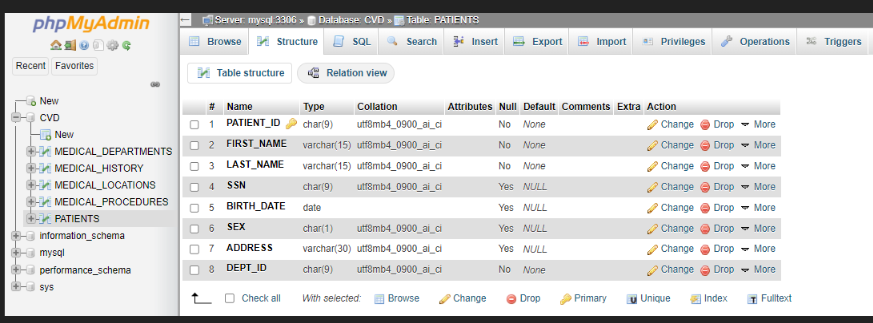 phpMyAdmin
Recent Favorites
New
CVD
New
MEDICAL_DEPARTMENTS
MEDICAL_HISTORY
MEDICAL_LOCATIONS
MEDICAL_PROCEDURES
PATIENTS
information_schema
mysql
performance_schema
sys
Server: mysql:3306 » Database: CVD » Table: PATIENTS
Browse Structure SQL Search Insert Export Import Privileges Operations Triggers
Table structure Relation view
# Name Type Collation Attributes Null Default Comments Extra Action
1 PATIENT_ID char(9) utf8mb4_0900_ai_ci No None Change Drop More
2 FIRST_NAME varchar(15) utf8mb4_0900_ai_ci No None Change Drop More
3 LAST_NAME varchar(15) utf8mb4_0900_ai_ci No None Change Drop More
4 SSN char(9) utf8mb4_0900_ai_ci Yes NULL Change Drop More
5 BIRTH_DATE date Yes NULL Change Drop More
6 SEX char(1) utf8mb4_0900_ai_ci Yes NULL Change Drop More
7 ADDRESS varchar(30) utf8mb4_0900_ai_ci Yes NULL Change Drop More
8 DEPT_ID char(9) utf8mb4_0900_ai_ci No None Change Drop More
Check all With selected: Browse Change Drop Primary Unique Index Fulltext